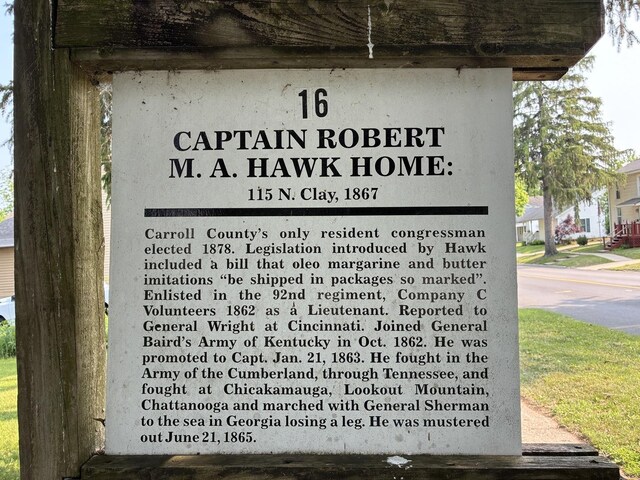 16
CAPTAIN ROBERT
M. A. HAWK HOME:
115 N. Clay, 1867
Carroll County's only resident congressman
elected 1878. Legislation introduced by Hawk
included a bill that oleo margarine and butter
imitations "be shipped in packages so marked".
Enlisted in the 92nd regiment, Company C
Volunteers 1862 as a Lieutenant. Reported to
General Wright at Cincinnati. Joined General
Baird's Army of Kentucky in Oct. 1862. He was
promoted to Capt. Jan. 21, 1863. He fought in the
Army of the Cumberland, through Tennessee, and
fought at Chicakamauga, Lookout Mountain,
Chattanooga and marched with General Sherman
to the sea in Georgia losing a leg. He was mustered
out June 21, 1865.